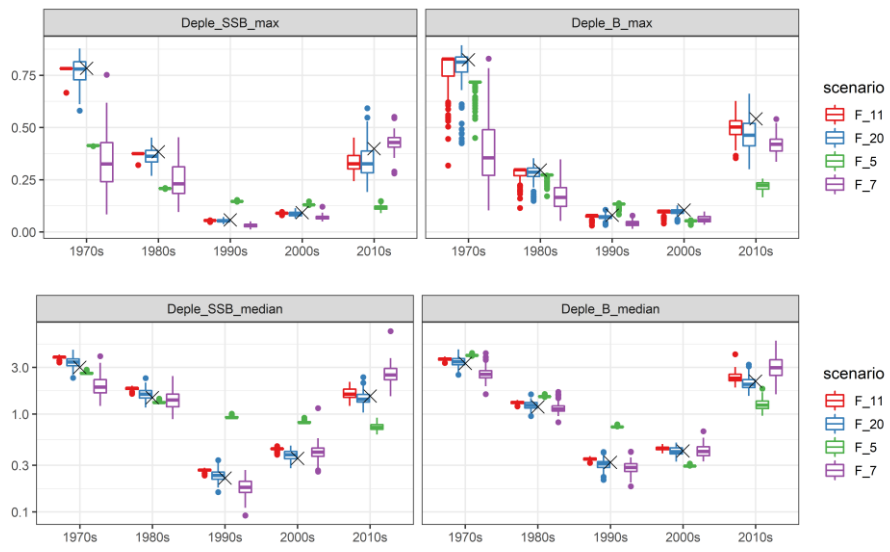 Deple_SSB_max
Deple_B_max
0.75
0.50
0.25
0.00
1970s 1980s 1990s 2000s 2010s
1970s 1980s 1990s 2000s 2010s
scenario
F_11
F_20
F_5
F_7
Deple_SSB_median
Deple_B_median
3.0
1.0
0.3
0.1
1970s 1980s 1990s 2000s 2010s
1970s 1980s 1990s 2000s 2010s
scenario
F_11
F_20
F_5
F_7